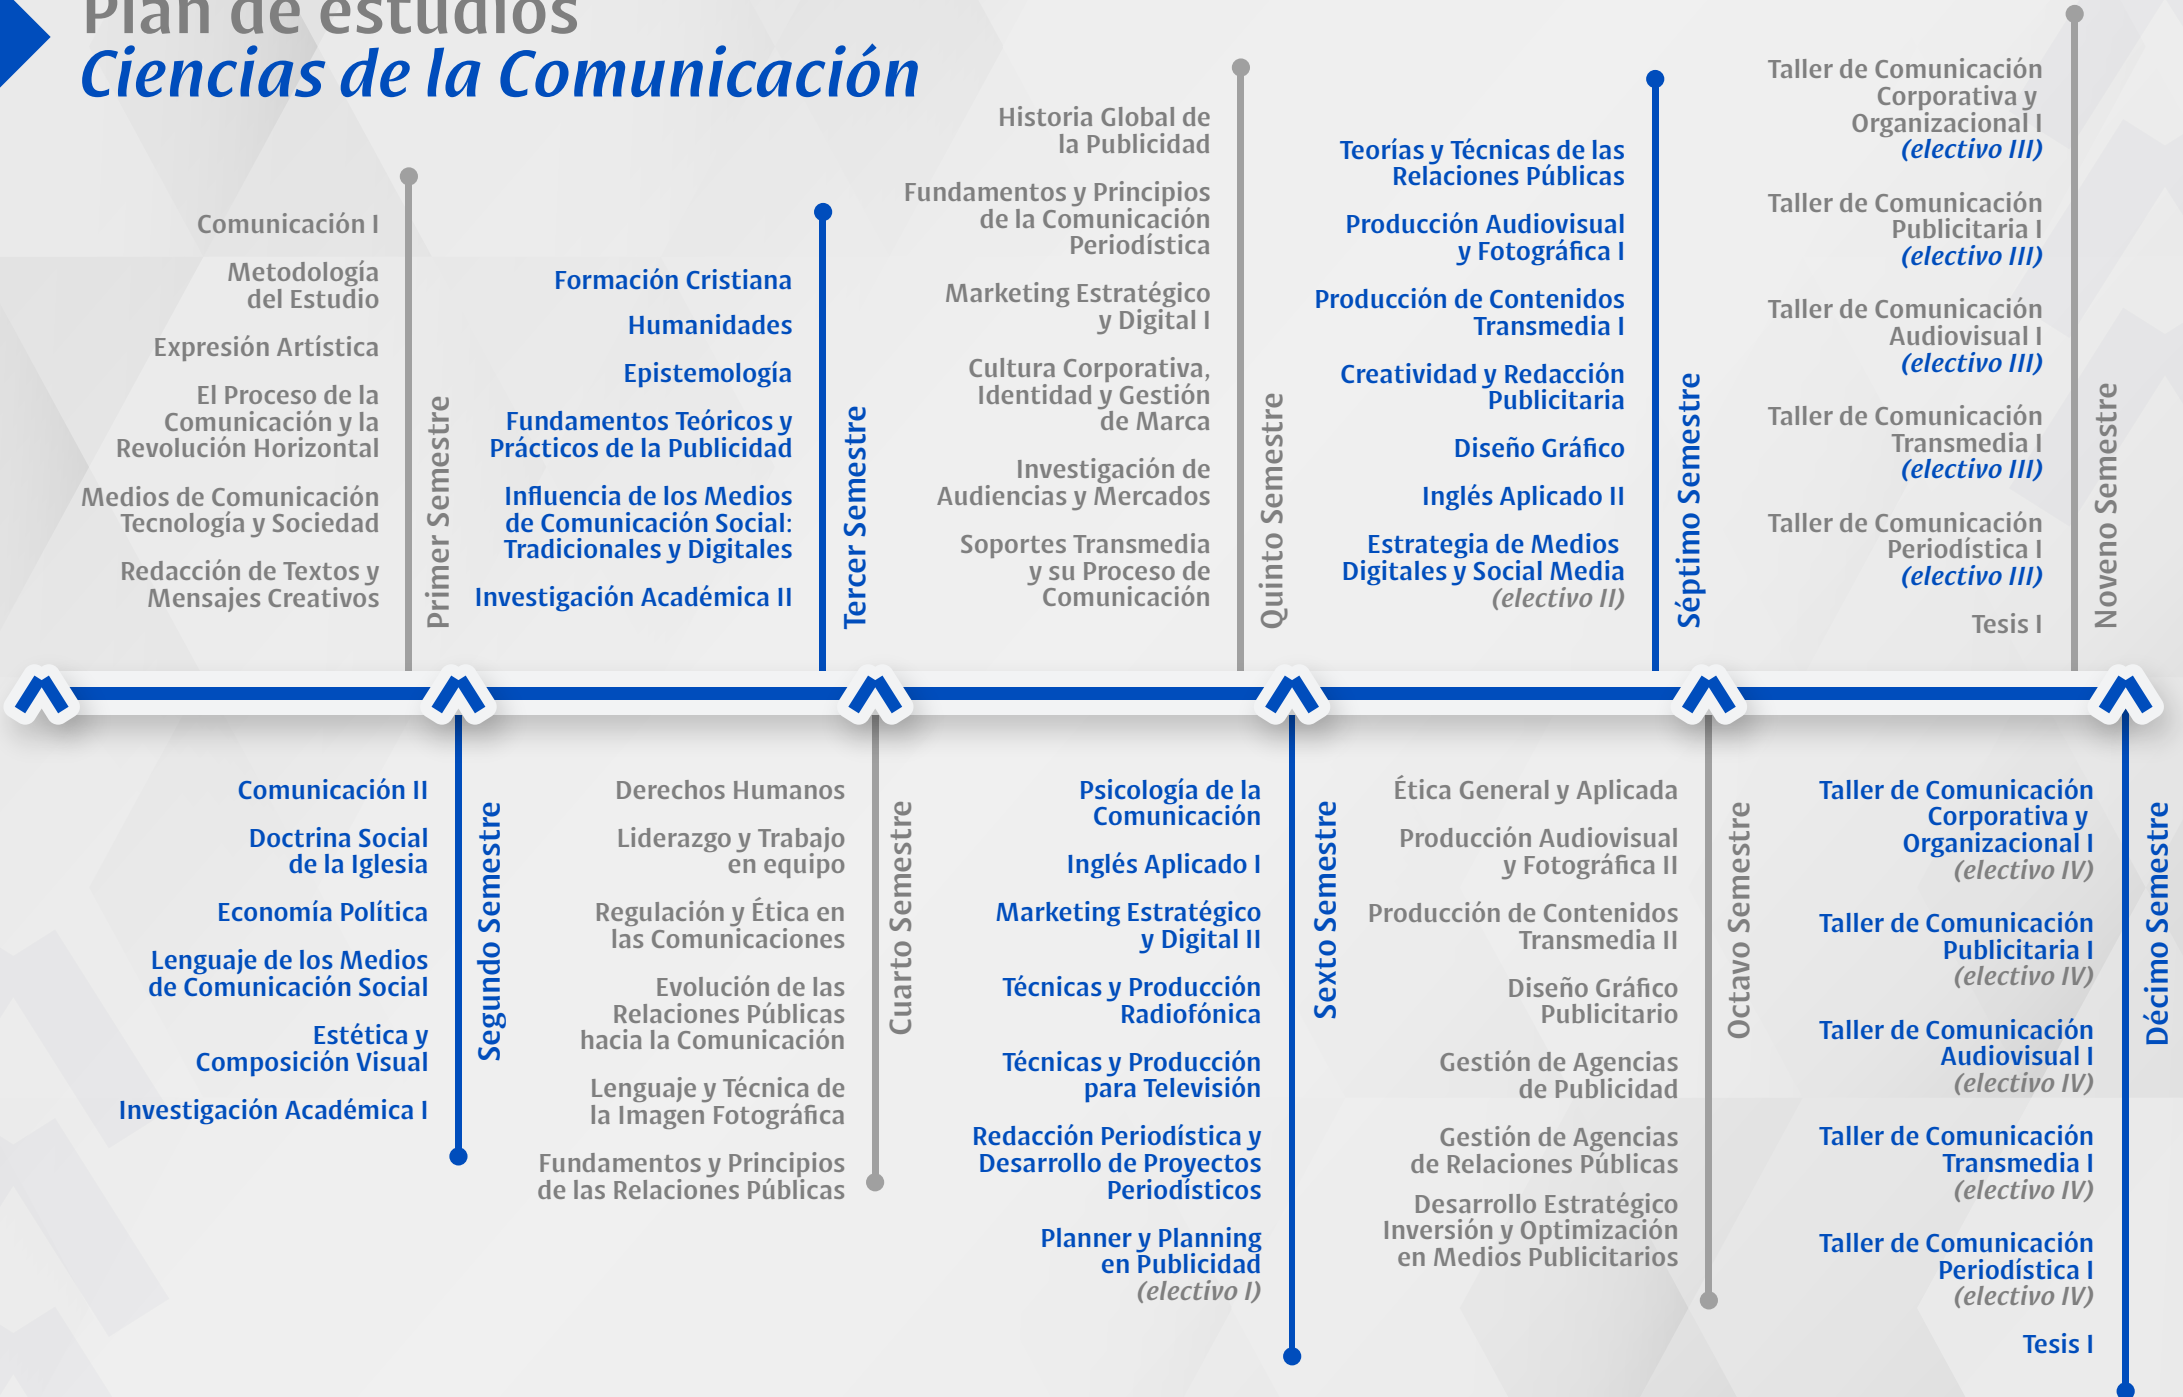 Plan de estudios
Ciencias de la Comunicación
Comunicación I
Metodología
del Estudio
Expresión Artística
El Proceso de la
Comunicación y la
Revolución Horizontal
Medios de Comunicación
Tecnología y Sociedad
Redacción de Textos y
Mensajes Creativos
Primer Semestre
Formación Cristiana
Humanidades
Epistemología
Fundamentos Teóricos y
Prácticos de la Publicidad
Influencia de los Medios
de Comunicación Social:
Tradicionales y Digitales
Investigación Académica II
Tercer Semestre
Historia Global de
la Publicidad
Fundamentos y Principios
de la Comunicación
Periodística
Marketing Estratégico
y Digital I
Cultura Corporativa,
Identidad y Gestión
de Marca
Investigación de
Audiencias y Mercados
Soportes Transmedia
y su Proceso de
Comunicación
Quinto Semestre
Teorías y Técnicas de las
Relaciones Públicas
Producción Audiovisual
y Fotográfica I
Producción de Contenidos
Transmedia I
Creatividad y Redacción
Publicitaria
Diseño Gráfico
Inglés Aplicado II
Estrategia de Medios
Digitales y Social Media
(electivo II)
Séptimo Semestre
Taller de Comunicación
Corporativa y
Organizacional I
(electivo III)
Taller de Comunicación
Publicitaria I
(electivo III)
Taller de Comunicación
Audiovisual I
(electivo III)
Taller de Comunicación
Transmedia I
(electivo III)
Taller de Comunicación
Periodística I
(electivo III)
Tesis I
Noveno Semestre
Comunicación II
Doctrina Social
de la Iglesia
Economía Política
Lenguaje de los Medios
de Comunicación Social
Estética y
Composición Visual
Investigación Académica I
Segundo Semestre
Derechos Humanos
Liderazgo y Trabajo
en equipo
Regulación y Ética en
las Comunicaciones
Evolución de las
Relaciones Públicas
hacia la Comunicación
Lenguaje y Técnica de
la Imagen Fotográfica
Fundamentos y Principios
de las Relaciones Públicas
Cuarto Semestre
Psicología de la
Comunicación
Inglés Aplicado I
Marketing Estratégico
y Digital II
Técnicas y Producción
Radiofónica
Técnicas y Producción
para Televisión
Redacción Periodística y
Desarrollo de Proyectos
Periodísticos
Planner y Planning
en Publicidad
(electivo I)
Sexto Semestre
Ética General y Aplicada
Producción Audiovisual
y Fotográfica II
Producción de Contenidos
Transmedia II
Diseño Gráfico
Publicitario
Gestión de Agencias
de Publicidad
Gestión de Agencias
de Relaciones Públicas
Desarrollo Estratégico
Inversión y Optimización
en Medios Publicitarios
Octavo Semestre
Taller de Comunicación
Corporativa y
Organizacional I
(electivo IV)
Taller de Comunicación
Publicitaria I
(electivo IV)
Taller de Comunicación
Audiovisual I
(electivo IV)
Taller de Comunicación
Transmedia I
(electivo IV)
Taller de Comunicación
Periodística I
(electivo IV)
Tesis I
Décimo Semestre